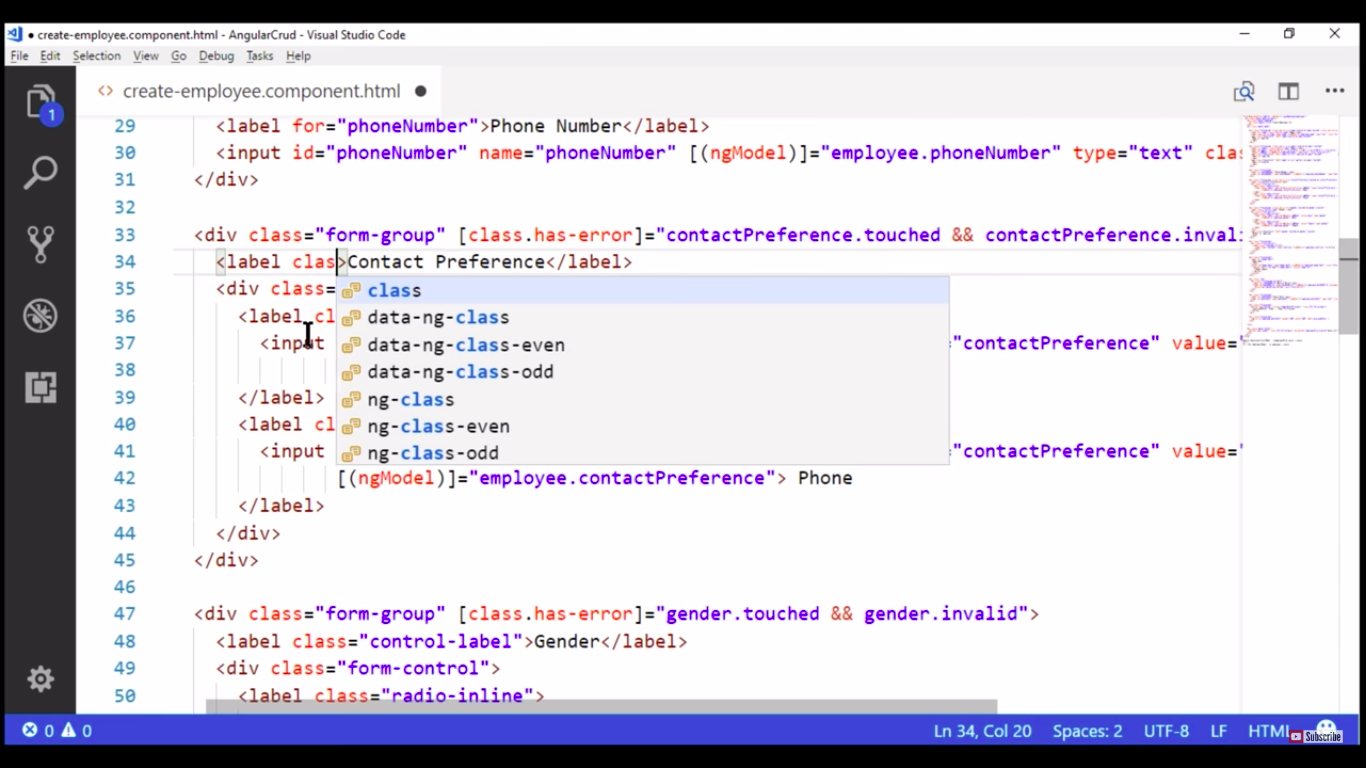 create-employee.component.html - AngularCrud - Visual Studio Code
File Edit Selection View Go Debug Tasks Help
<> create-employee.component.html
1
29 <label for="phoneNumber">Phone Number</label>
30 <input id="phoneNumber" name="phoneNumber" [(ngModel)]="employee.phoneNumber" type="text" clas
31 </div>
32
33 <div class="form-group" [class.has-error]="contactPreference.touched && contactPreference.invali
34 <label clas>Contact Preference</label>
35 <div class=
class
36 <label cl
data-ng-class
37 <input ="contactPreference" value="
data-ng-class-even
38
data-ng-class-odd
39 </label>
ng-class
40 <label cl
ng-class-even
41 <input ="contactPreference" value="
ng-class-odd
42 [(ngModel)]="employee.contactPreference"> Phone
43 </label>
44 </div>
45 </div>
46
47 <div class="form-group" [class.has-error]="gender.touched && gender.invalid">
48 <label class="control-label">Gender</label>
49 <div class="form-control">
50 <label class="radio-inline">
0 0 Ln 34, Col 20 Spaces: 2 UTF-8 LF HTML
Subscribe